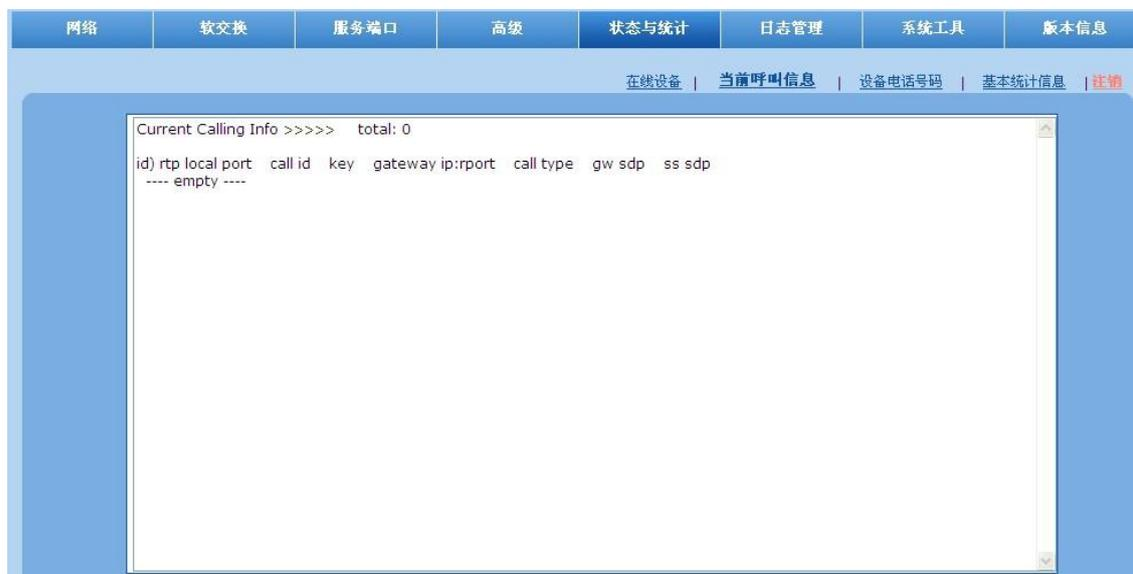 网络 软交换 服务端口 高级 状态与统计 日志管理 系统工具 版本信息
在线设备 | 当前呼叫信息 | 设备电话号码 | 基本统计信息 | 注销
Current Calling Info >>>>> total: 0
id) rtp local port call id key gateway ip:rport call type gw sdp ss sdp
---- empty ----